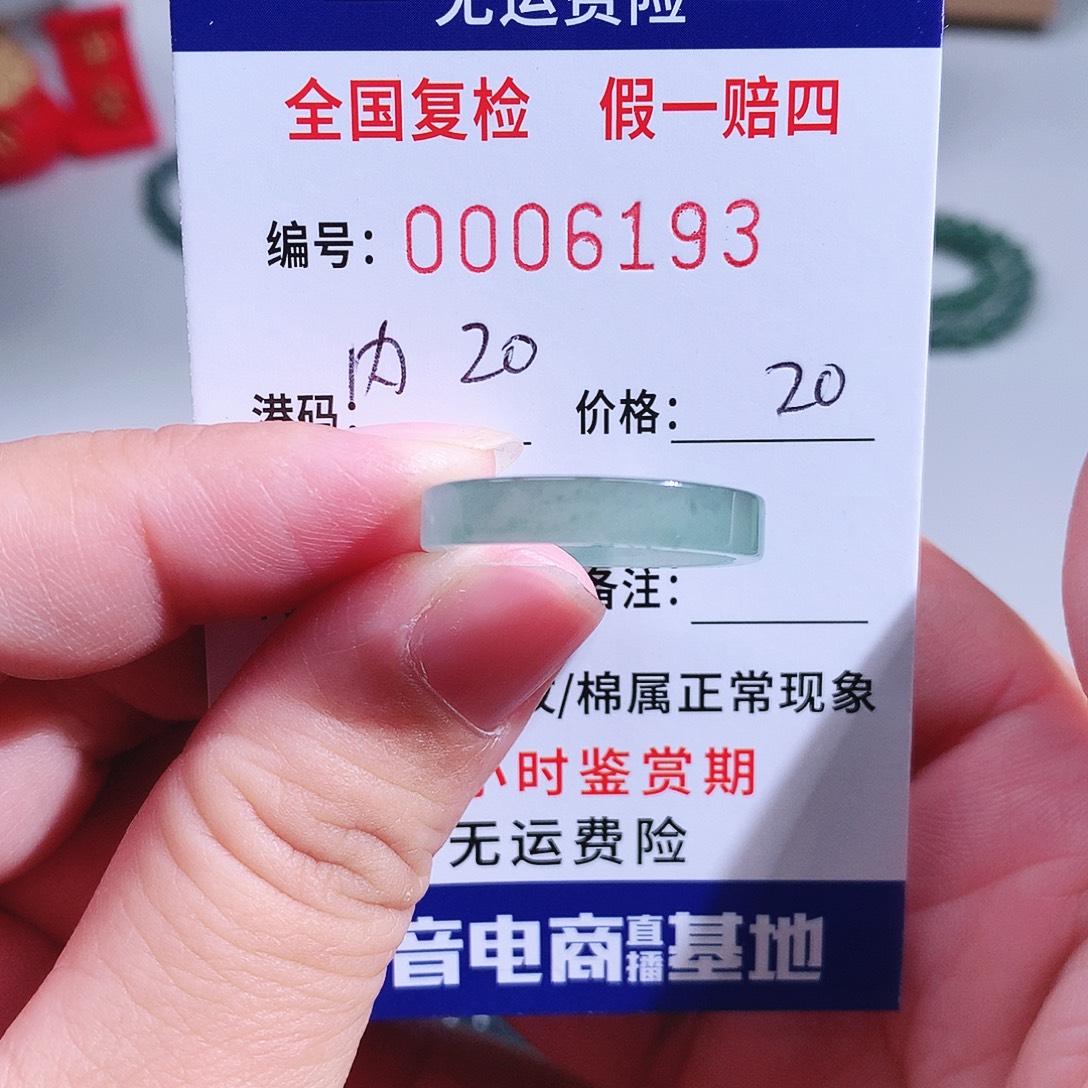 无运费险
全国复检 假一赔四
编号：0006193
港码：内 20 价格：20
备注：
/棉属正常现象
小时鉴赏期
无运费险
音电商直播基地